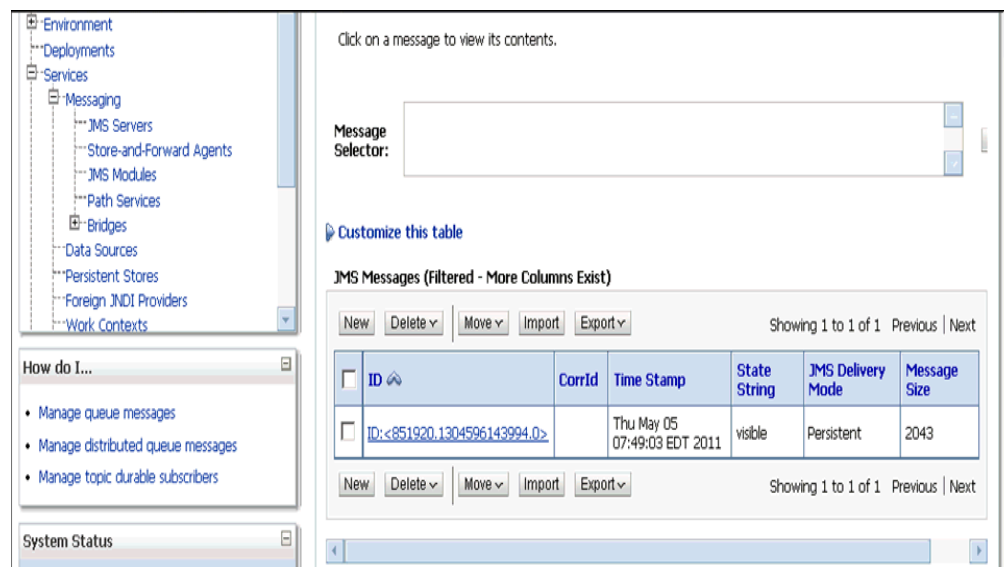 Environment
Deployments
Services
Messaging
JMS Servers
Store-and-Forward Agents
JMS Modules
Path Services
Bridges
Data Sources
Persistent Stores
Foreign JNDI Providers
Work Contexts
How do I...
Manage queue messages
Manage distributed queue messages
Manage topic durable subscribers
System Status
Click on a message to view its contents.
Message
Selector:
Customize this table
JMS Messages (Filtered - More Columns Exist)
New Delete Move Import Export Showing 1 to 1 of 1 Previous | Next
ID CorrId Time Stamp State String JMS Delivery Mode Message Size
ID:<851920.1304596143994.0> Thu May 05 07:49:03 EDT 2011 visible Persistent 2043
New Delete Move Import Export Showing 1 to 1 of 1 Previous | Next